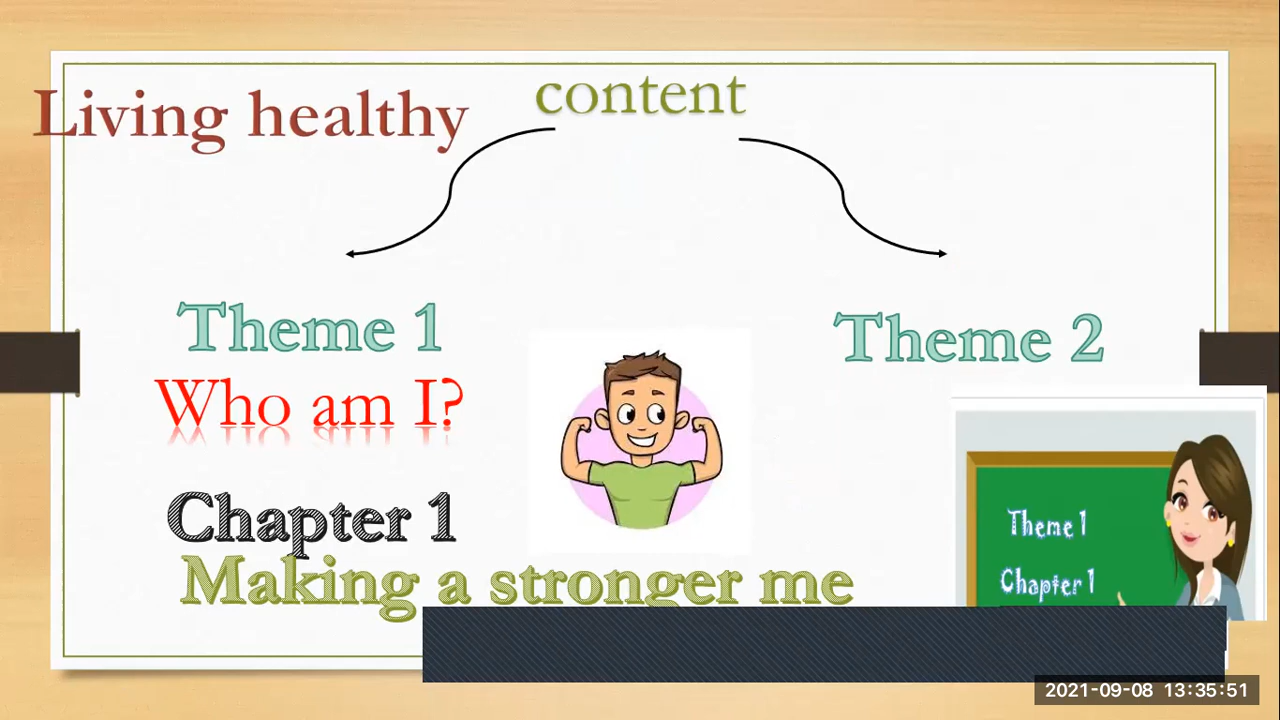 Living healthy
content
Theme 1
Who am I?
Chapter 1
Making a stronger me
Theme 2
Theme 1
Chapter 1
2021-09-08 13:35:51